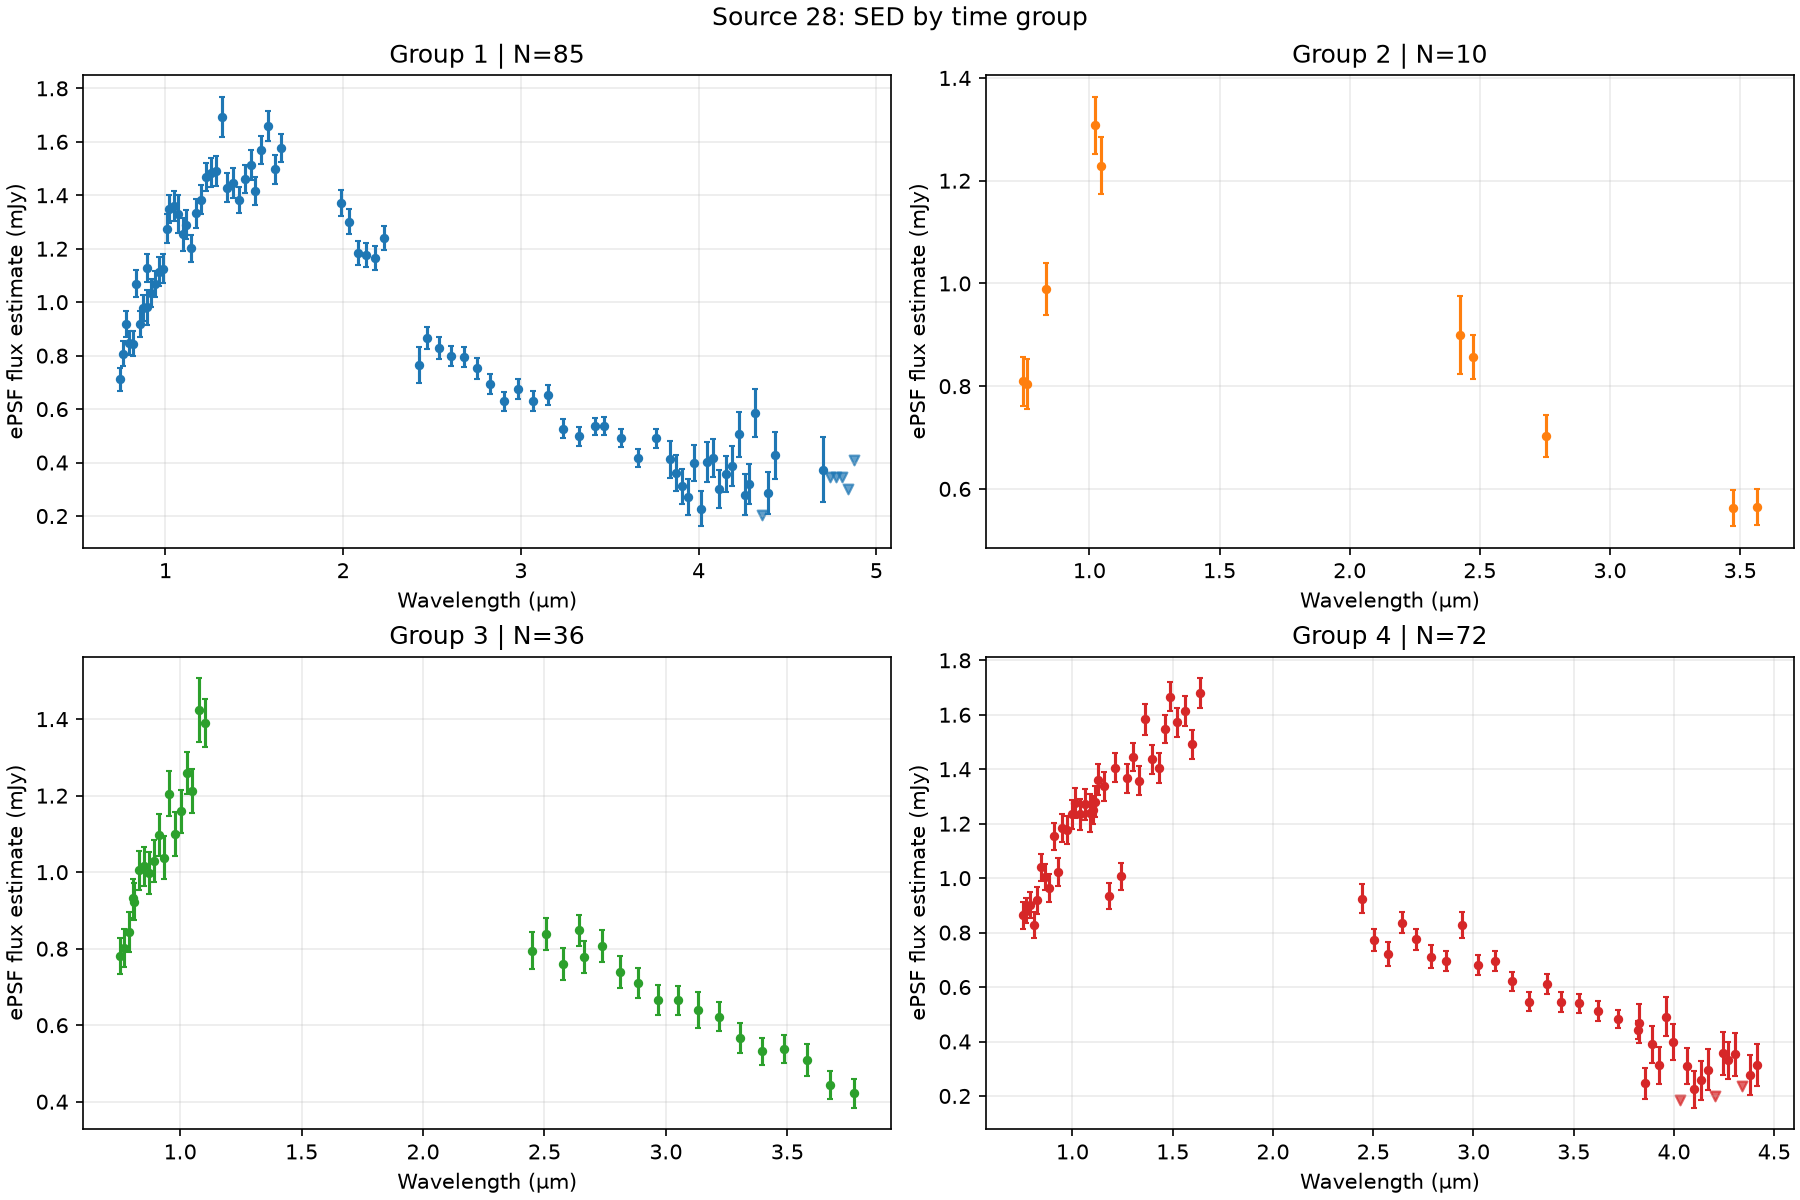 Source 28: SED by time group
Group 1 | N=85
ePSF flux estimate (mJy)
1.8
1.6
1.4
1.2
1.0
0.8
0.6
0.4
0.2
1 2 3 4 5
Wavelength (µm)
Group 2 | N=10
ePSF flux estimate (mJy)
1.4
1.2
1.0
0.8
0.6
1.0 1.5 2.0 2.5 3.0 3.5
Wavelength (µm)
Group 3 | N=36
ePSF flux estimate (mJy)
1.4
1.2
1.0
0.8
0.6
0.4
1.0 1.5 2.0 2.5 3.0 3.5
Wavelength (µm)
Group 4 | N=72
ePSF flux estimate (mJy)
1.8
1.6
1.4
1.2
1.0
0.8
0.6
0.4
0.2
1.0 1.5 2.0 2.5 3.0 3.5 4.0 4.5
Wavelength (µm)